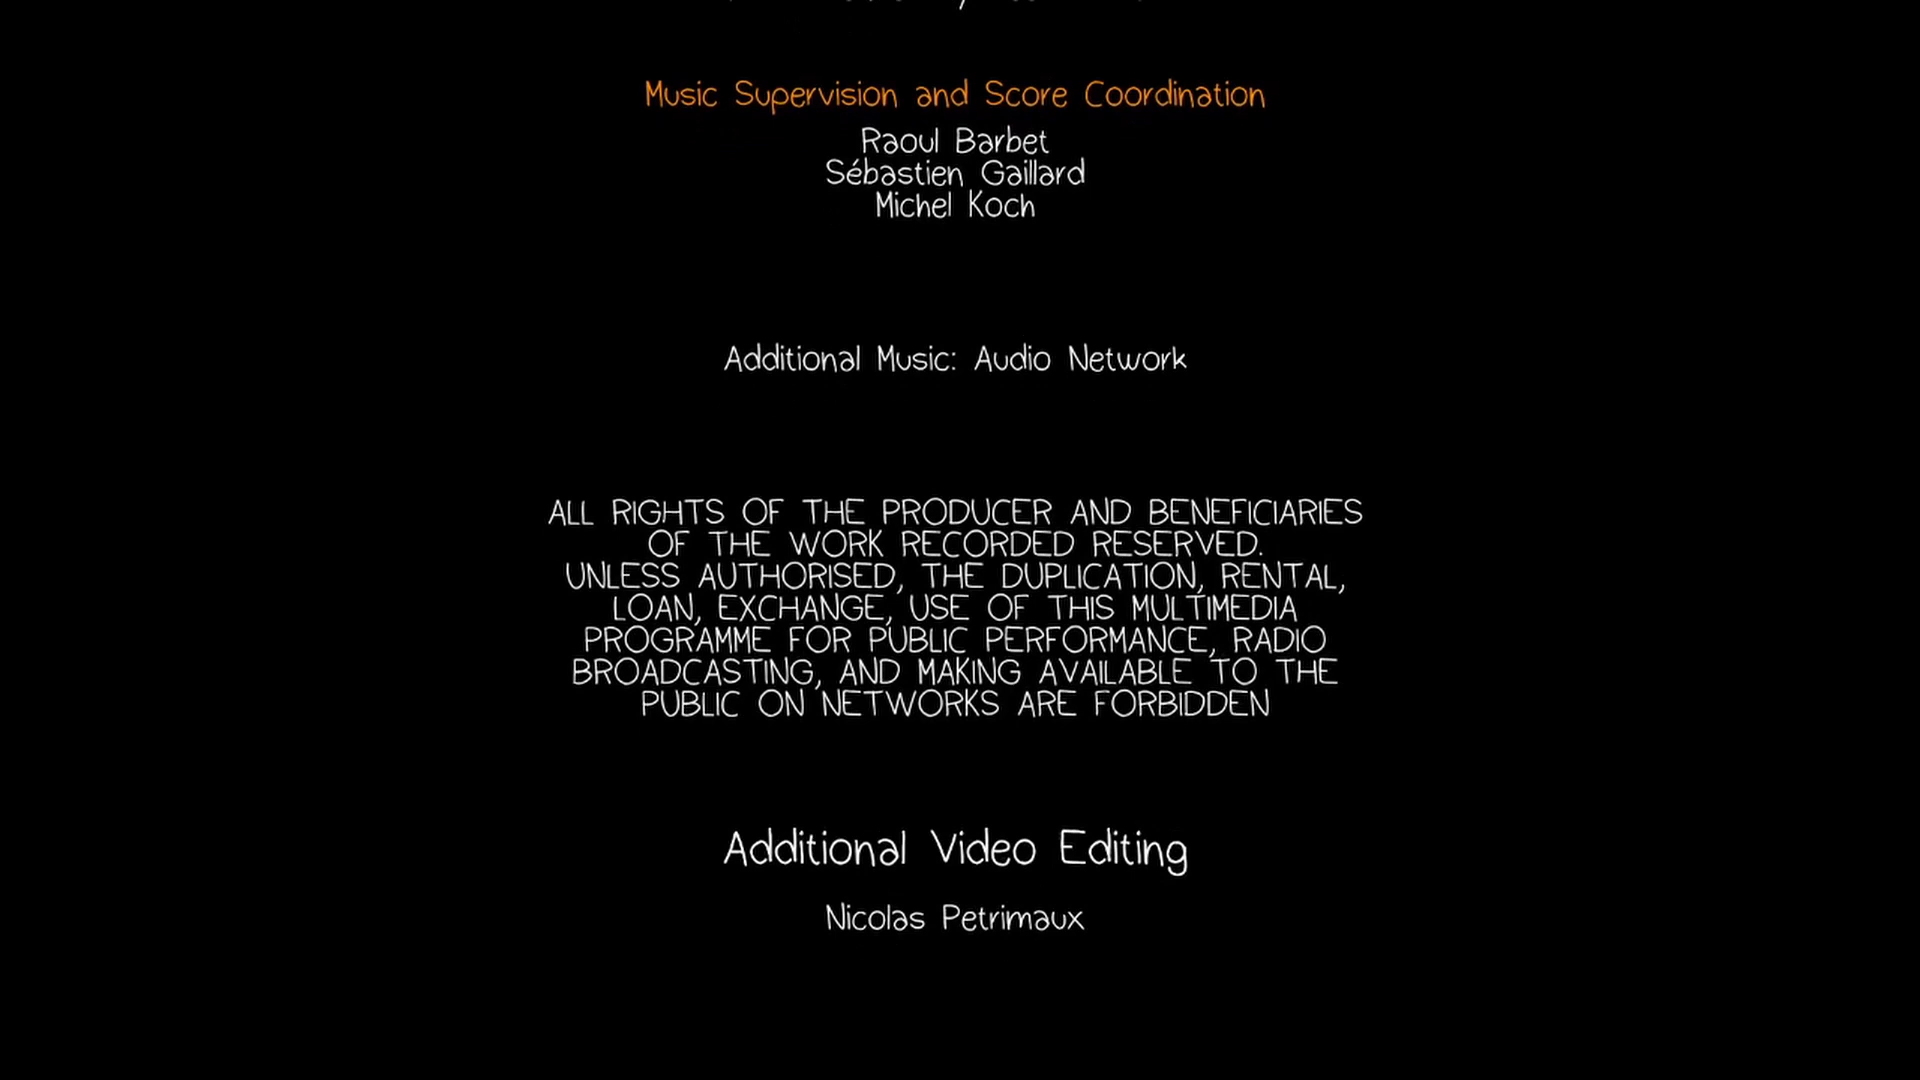 Music Supervision and Score Coordination
Raoul Barbet
Sébastien Gaillard
Michel Koch
Additional Music: Audio Network
ALL RIGHTS OF THE PRODUCER AND BENEFICIARIES
OF THE WORK RECORDED RESERVED.
UNLESS AUTHORISED, THE DUPLICATION, RENTAL,
LOAN, EXCHANGE, USE OF THIS MULTIMEDIA
PROGRAMME FOR PUBLIC PERFORMANCE, RADIO
BROADCASTING, AND MAKING AVAILABLE TO THE
PUBLIC ON NETWORKS ARE FORBIDDEN
Additional Video Editing
Nicolas Petrimaux